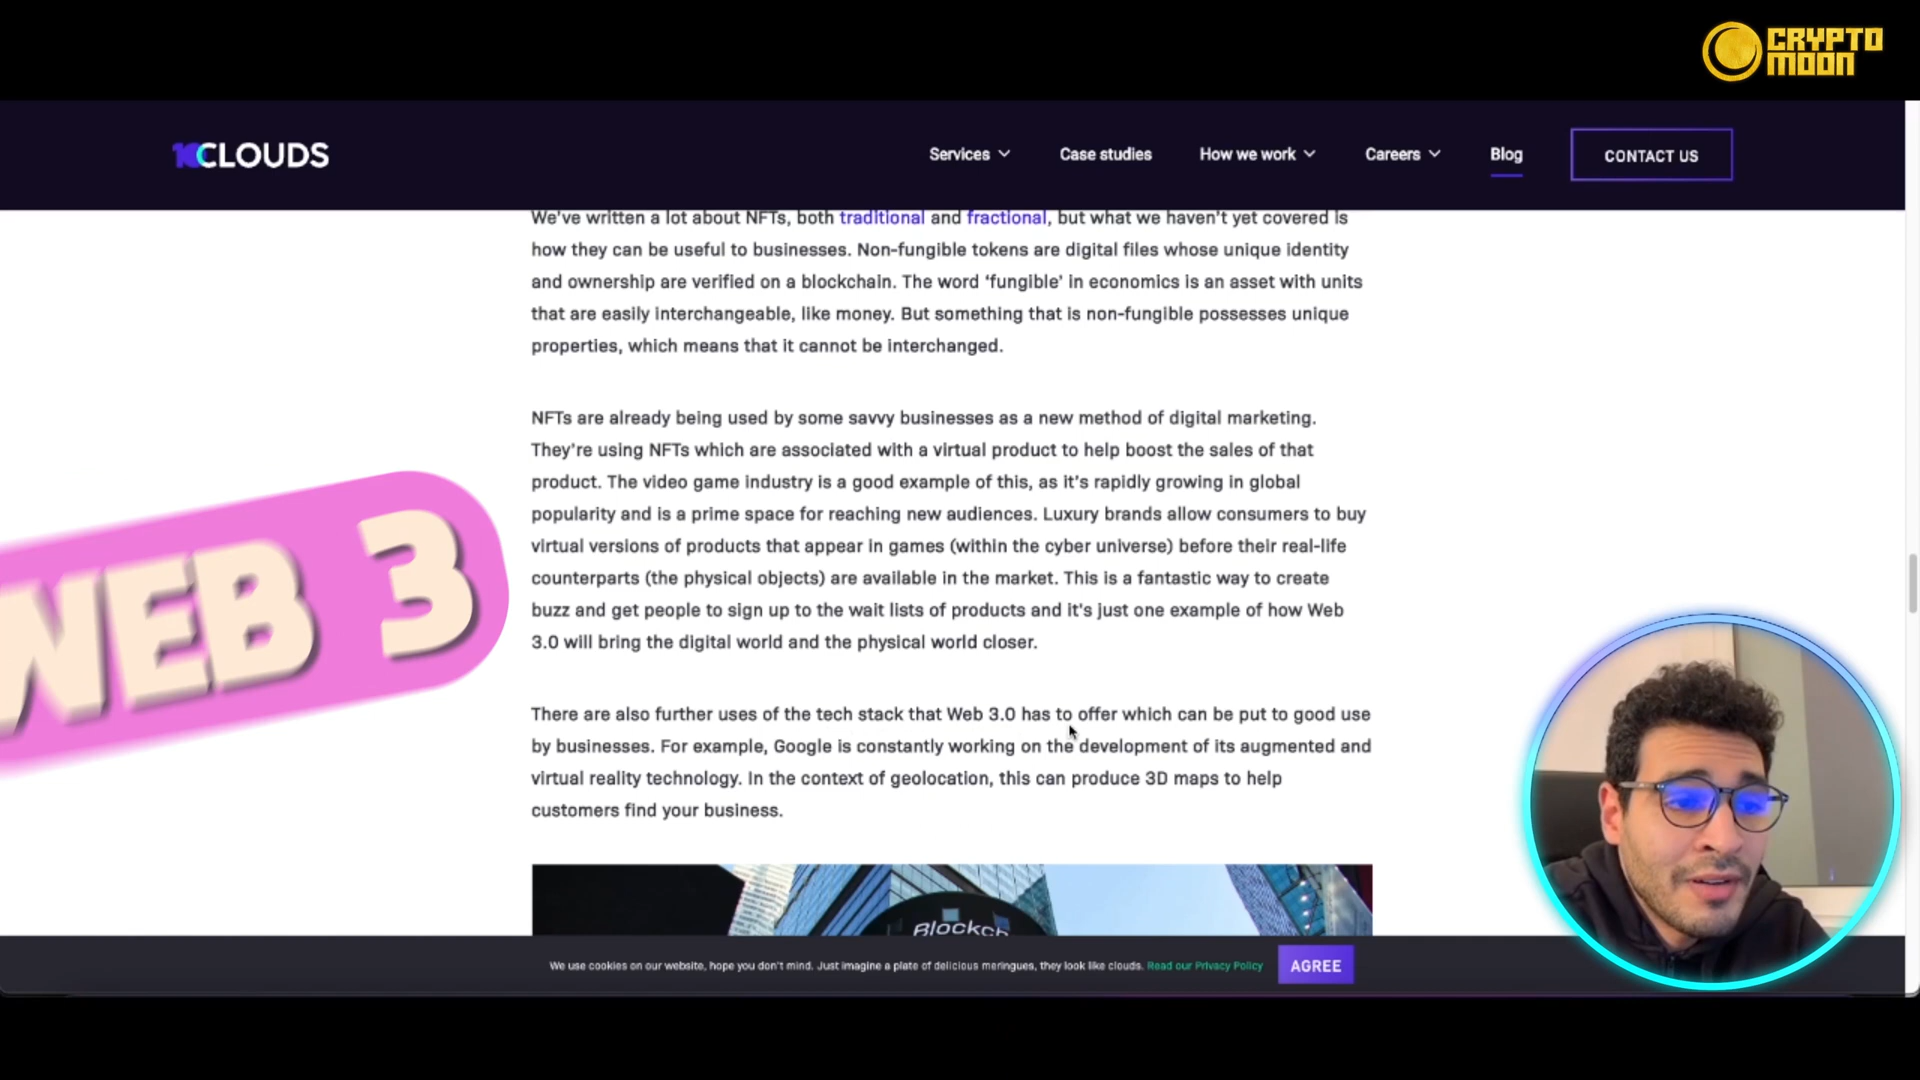 CRYPTO
MOON
10CLOUDS
Services
Case studies
How we work
Careers
Blog
CONTACT US
We've written a lot about NFTs, both traditional and fractional, but what we haven't yet covered is
how they can be useful to businesses. Non-fungible tokens are digital files whose unique identity
and ownership are verified on a blockchain. The word ‘fungible’ in economics is an asset with units
that are easily interchangeable, like money. But something that is non-fungible possesses unique
properties, which means that it cannot be interchanged.
NFTs are already being used by some savvy businesses as a new method of digital marketing.
They're using NFTs which are associated with a virtual product to help boost the sales of that
product. The video game industry is a good example of this, as it's rapidly growing in global
popularity and is a prime space for reaching new audiences. Luxury brands allow consumers to buy
virtual versions of products that appear in games (within the cyber universe) before their real-life
counterparts (the physical objects) are available in the market. This is a fantastic way to create
buzz and get people to sign up to the wait lists of products and it's just one example of how Web
3.0 will bring the digital world and the physical world closer.
WEB 3
There are also further uses of the tech stack that Web 3.0 has to offer which can be put to good use
by businesses. For example, Google is constantly working on the development of its augmented and
virtual reality technology. In the context of geolocation, this can produce 3D maps to help
customers find your business.
Blockch
We use cookies on our website, hope you don't mind. Just imagine a plate of delicious meringues, they look like clouds. Read our Privacy Policy
AGREE